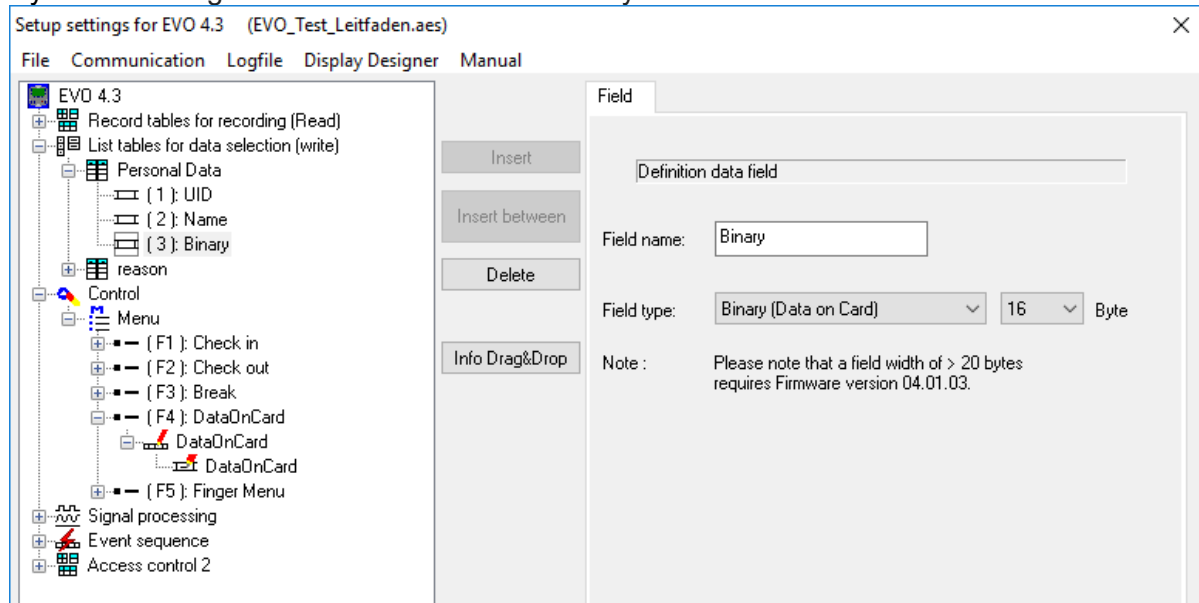 Setup settings for EVO 4.3 (EVO_Test_Leitfaden.aes)
File Communication Logfile Display Designer Manual
EVO 4.3
Record tables for recording (Read)
List tables for data selection (write)
Personal Data
( 1 ): UID
( 2 ): Name
( 3 ): Binary
reason
Control
Menu
( F1 ): Check in
( F2 ): Check out
( F3 ): Break
( F4 ): DataOnCard
DataOnCard
DataOnCard
( F5 ): Finger Menu
Signal processing
Event sequence
Access control 2
Insert
Insert between
Delete
Info Drag&Drop
Field
Definition data field
Field name: Binary
Field type: Binary (Data on Card) 16 Byte
Note : Please note that a field width of > 20 bytes
requires Firmware version 04.01.03.